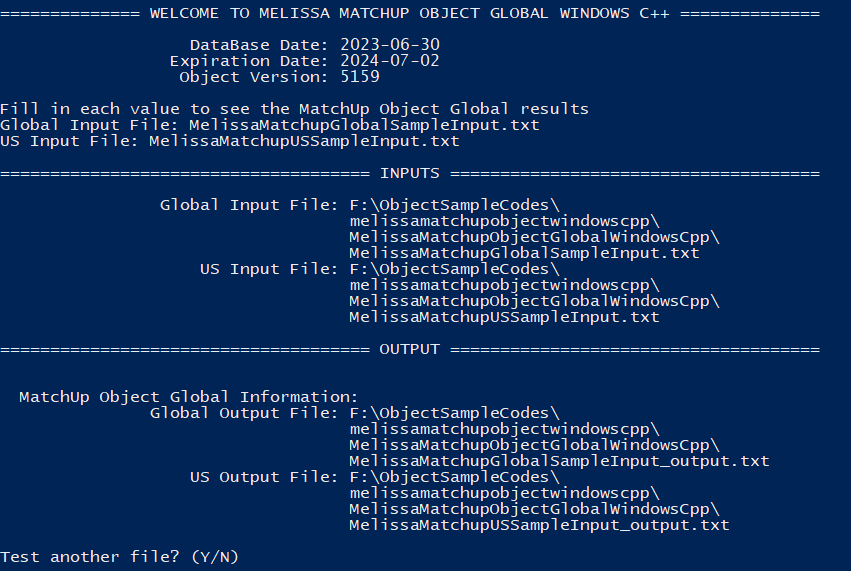 ============== WELCOME TO MELISSA MATCHUP OBJECT GLOBAL WINDOWS C++ ==============
DataBase Date: 2023-06-30
Expiration Date: 2024-07-02
Object Version: 5159
Fill in each value to see the MatchUp Object Global results
Global Input File: MelissaMatchupGlobalSampleInput.txt
US Input File: MelissaMatchupUSSampleInput.txt
===================================== INPUTS =====================================
Global Input File: F:\ObjectSampleCodes\
melissamatchupobjectwindowscpp\
MelissaMatchupObjectGlobalWindowsCpp\
MelissaMatchupGlobalSampleInput.txt
US Input File: F:\ObjectSampleCodes\
melissamatchupobjectwindowscpp\
MelissaMatchupObjectGlobalWindowsCpp\
MelissaMatchupUSSampleInput.txt
===================================== OUTPUT =====================================
MatchUp Object Global Information:
Global Output File: F:\ObjectSampleCodes\
melissamatchupobjectwindowscpp\
MelissaMatchupObjectGlobalWindowsCpp\
MelissaMatchupGlobalSampleInput_output.txt
US Output File: F:\ObjectSampleCodes\
melissamatchupobjectwindowscpp\
MelissaMatchupObjectGlobalWindowsCpp\
MelissaMatchupUSSampleInput_output.txt
Test another file? (Y/N)